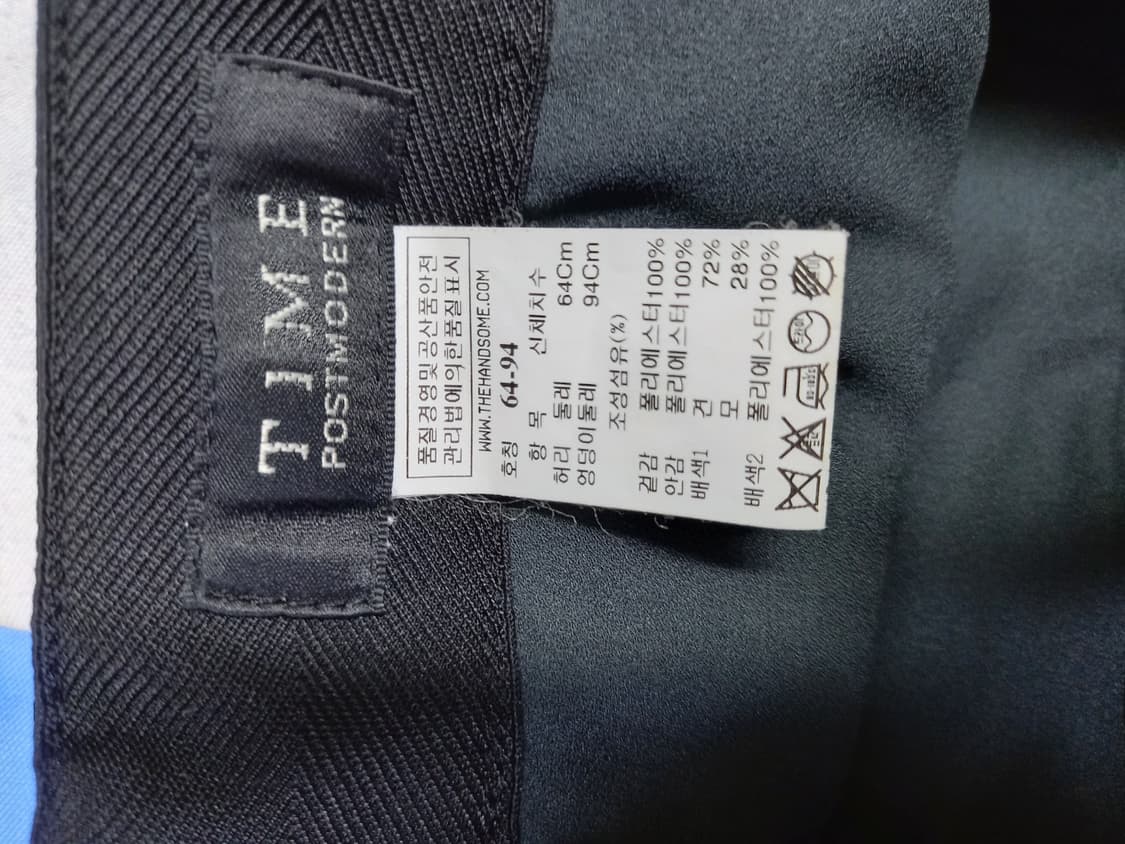 TIME
POSTMODERN
품질경영및공산품안전
관리법에의한품질표시
WWW.THEHANDSOME.COM
호칭 64-94
항 목 신체치수
허리 둘레 64Cm
엉덩이둘레 94Cm
조성섬유(%)
겉감 폴리에스터100%
안감 폴리에스터100%
배색1 견 72%
모 28%
배색2 폴리에스터100%
드라이